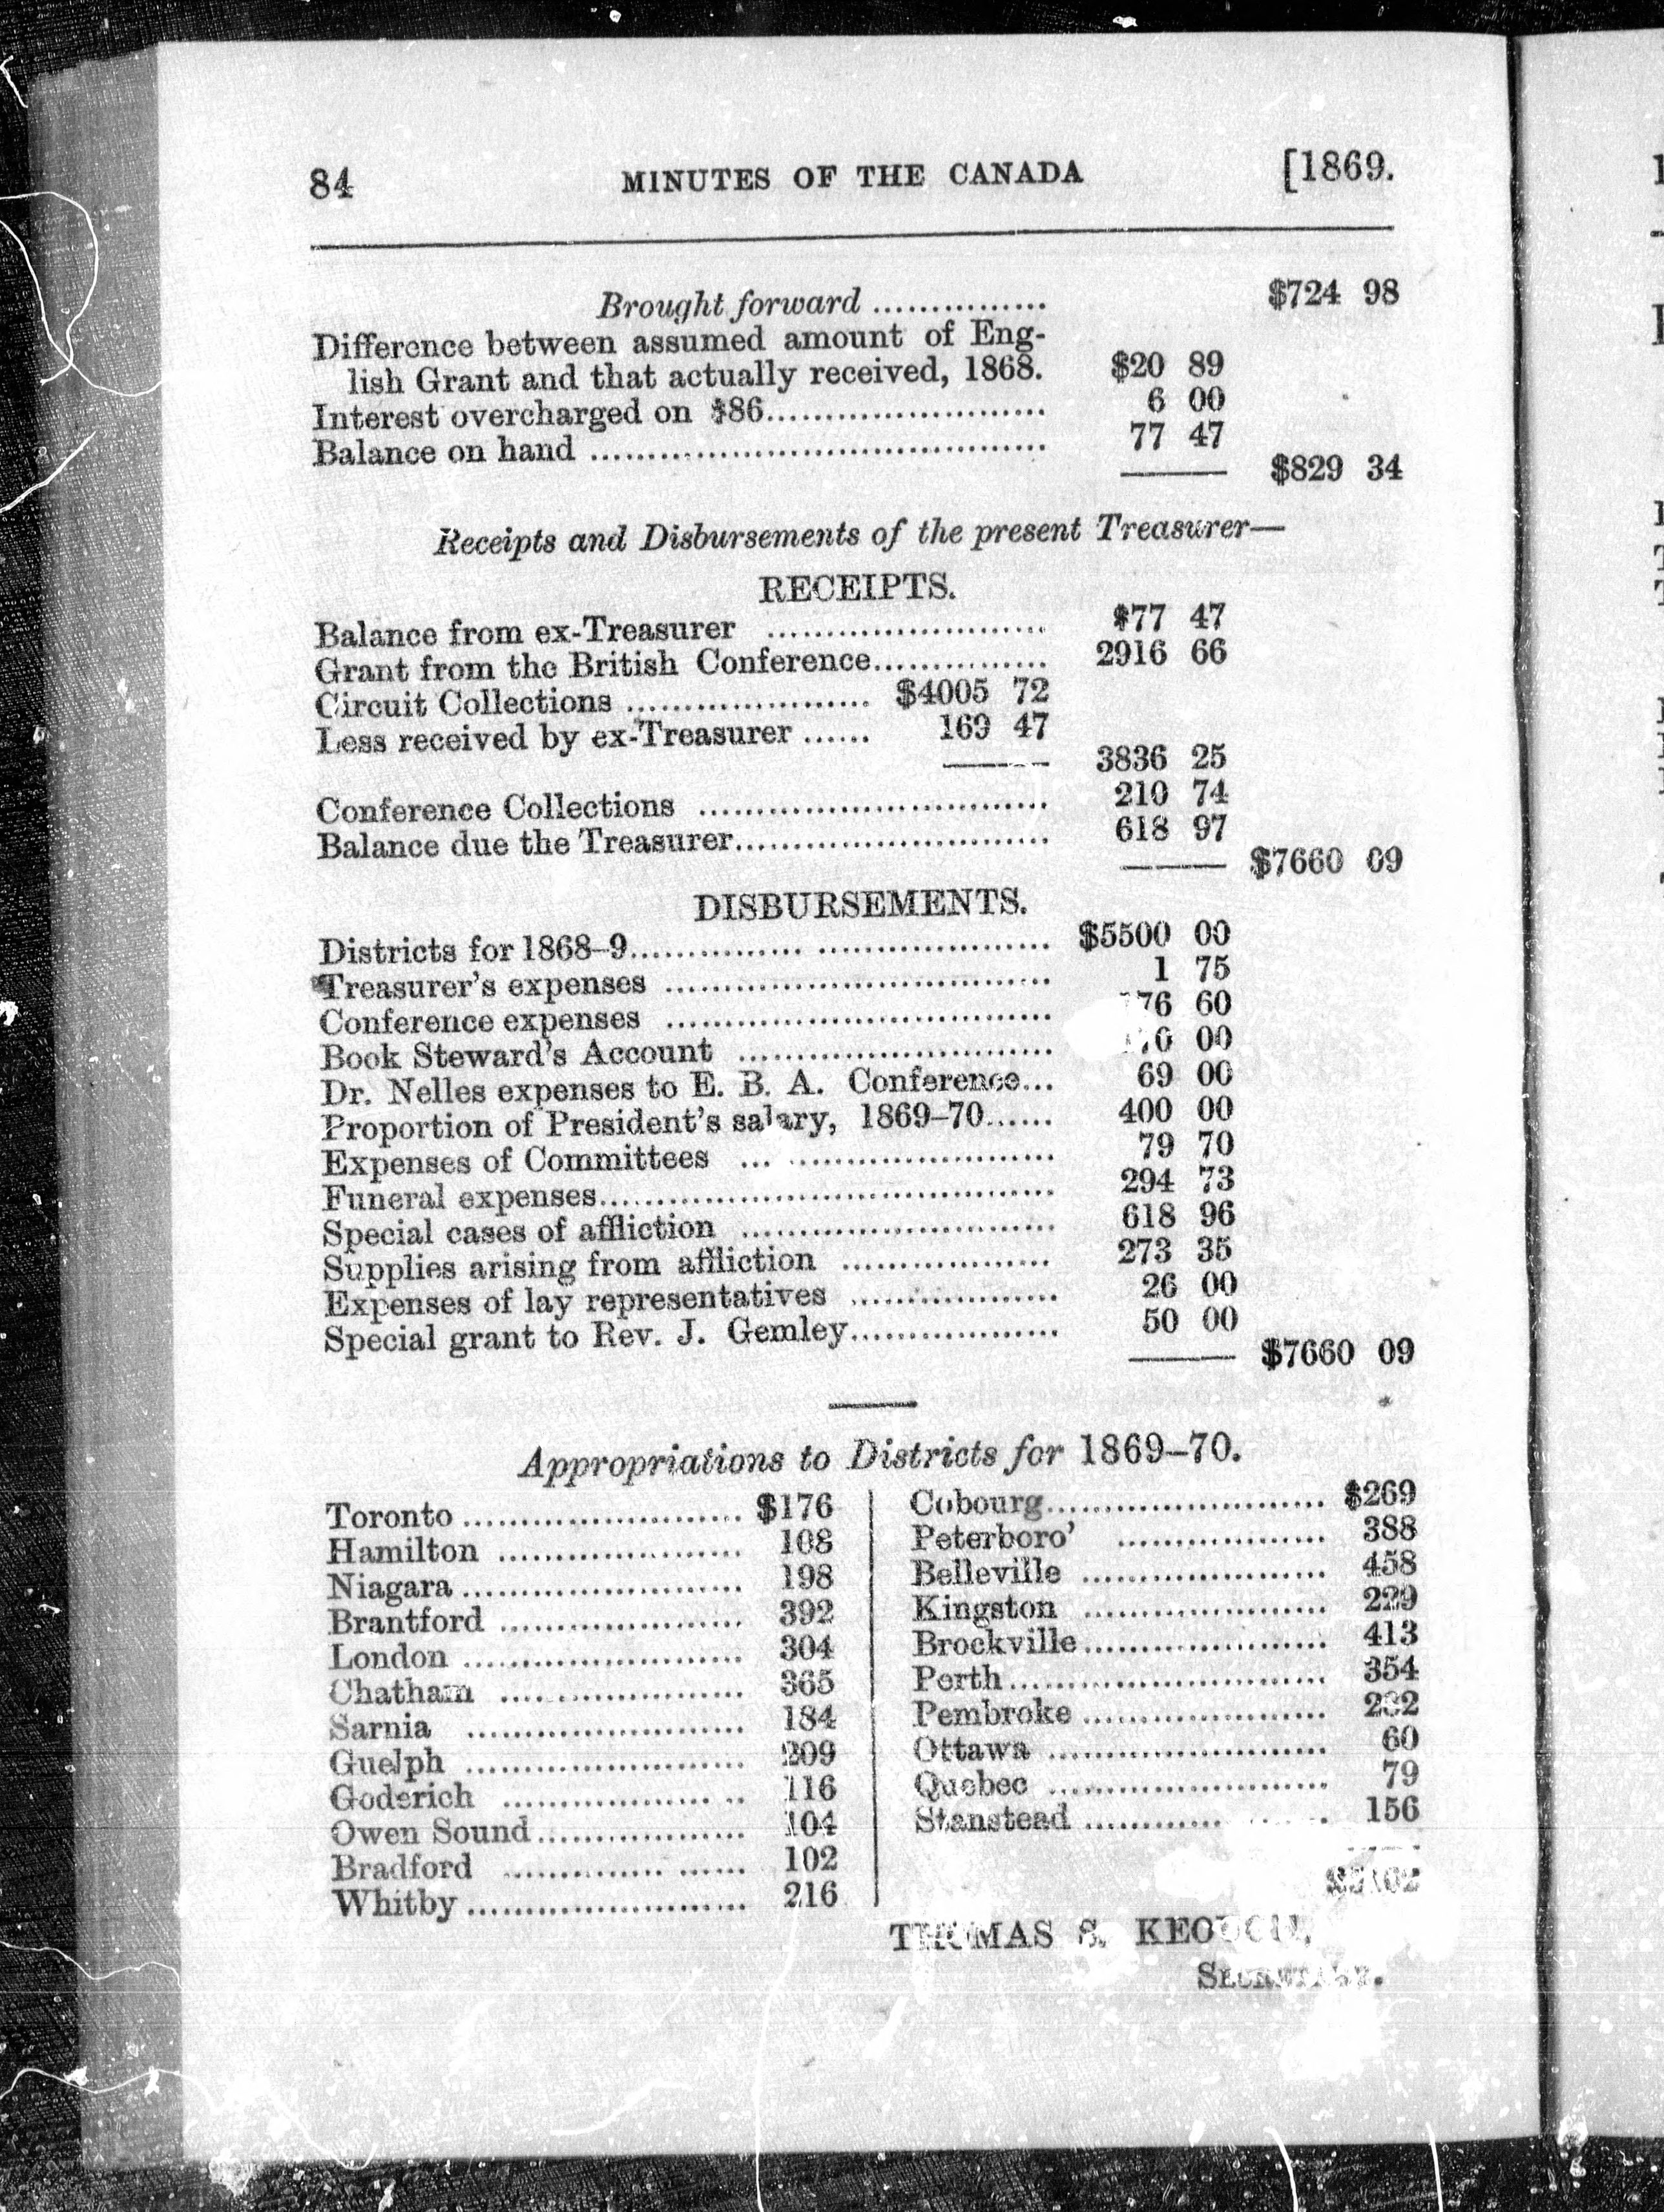 84 MINUTES OF THE CANADA [1869.
Brought forward ............... $724 98
Difference between assumed amount of Eng-
lish Grant and that actually received, 1868. $20 89
Interest overcharged on $86........................ 6 00
Balance on hand ........................................ 77 47
$829 34
Receipts and Disbursements of the present Treasurer—
RECEIPTS.
Balance from ex-Treasurer ......................... $77 47
Grant from the British Conference............... 2916 66
Circuit Collections ..................... $4005 72
Less received by ex-Treasurer ...... 169 47
3836 25
Conference Collections ............................... 210 74
Balance due the Treasurer............................ 618 97
$7660 09
DISBURSEMENTS.
Districts for 1868–9............... ..................... $5500 00
Treasurer's expenses .................................. 1 75
Conference expenses .................................. 76 60
Book Steward's Account ............................ 00
Dr. Nelles expenses to E. B. A. Conference... 69 00
Proportion of President's salary, 1869–70...... 400 00
Expenses of Committees ... ....................... 79 70
Funeral expenses........................................ 294 73
Special cases of affliction ............................ 618 96
Supplies arising from affliction .................. 273 35
Expenses of lay representatives .................. 26 00
Special grant to Rev. J. Gemley.................. 50 00
$7660 09
Appropriations to Districts for 1869–70.
Toronto ........................ $176
Hamilton ..................... 108
Niagara ........................ 198
Brantford ..................... 392
London ........................ 304
Chatham ..................... 365
Sarnia ........................ 184
Guelph ........................ 209
Goderich .................. .. 116
Owen Sound.................. 104
Bradford ............... ...... 102
Whitby ........................ 216
Cobourg........................ $269
Peterboro' .................. 388
Belleville ..................... 458
Kingston ..................... 229
Brockville..................... 413
Perth........................... 354
Pembroke .....................
Ottawa ........................ 60
Quebec ........................ 79
Stanstead ............ ....... 156
THOMAS S. KEOUGH,
SECRETARY.